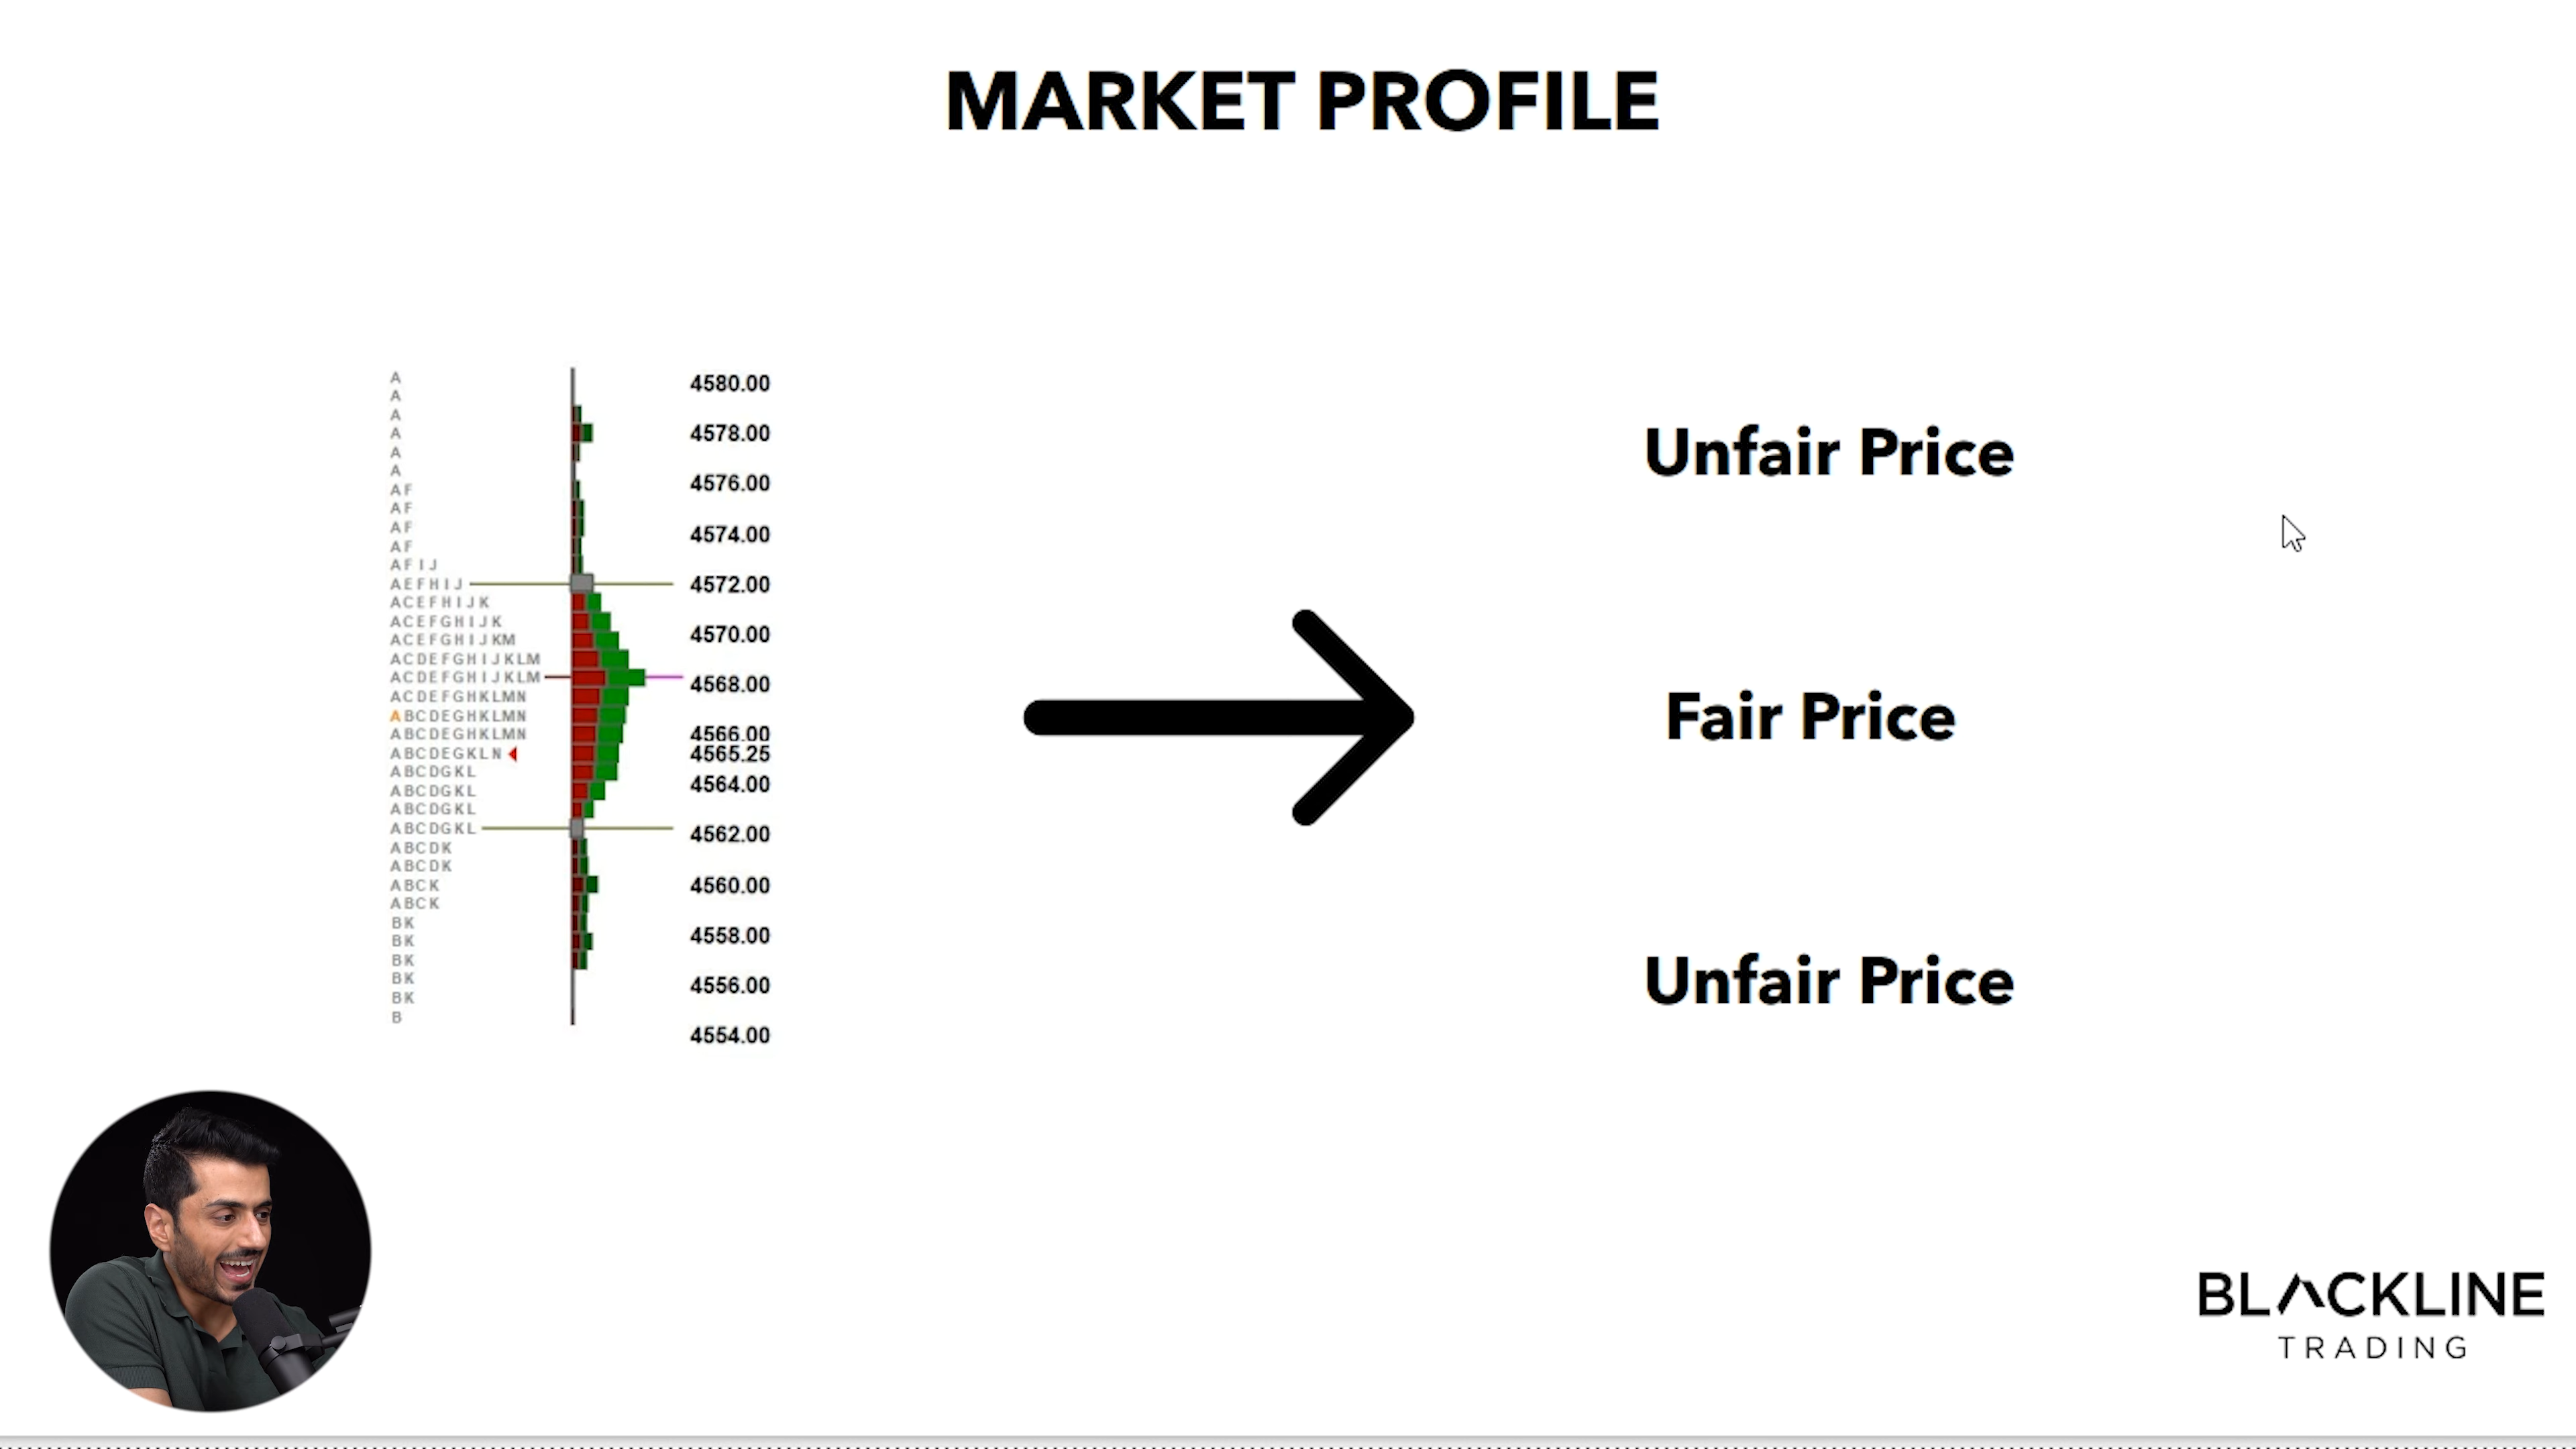 MARKET PROFILE
A
A
A
A
A
A
AF
AF
AF
AF
AFIJ
AEFHIJ
ACEFHIJK
ACEFGHIJK
ACEFGHIJKM
ACDEFGHIJKLM
ACDEFGHIJKLM
ACDEFGHKLMN
ABCDEGHKLMN
ABCDEGHKLMN
ABCDEGKLN
ABCDGKL
ABCDGKL
ABCDGKL
ABCDGKL
ABCDK
ABCDK
ABCK
ABCK
BK
BK
BK
BK
BK
B
4580.00
4578.00
4576.00
4574.00
4572.00
4570.00
4568.00
4566.00
4565.25
4564.00
4562.00
4560.00
4558.00
4556.00
4554.00
Unfair Price
Fair Price
Unfair Price
BLACKLINE
TRADING